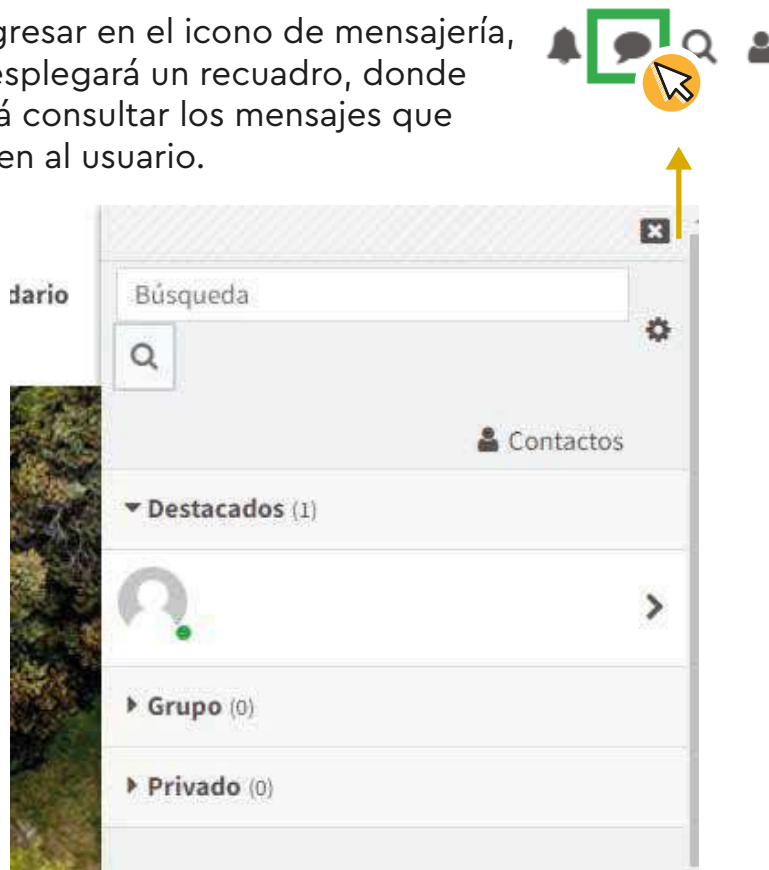 gresar en el icono de mensajería,
esplegará un recuadro, donde
á consultar los mensajes que
en al usuario.
dario
Búsqueda
Contactos
Destacados (1)
Grupo (0)
Privado (0)